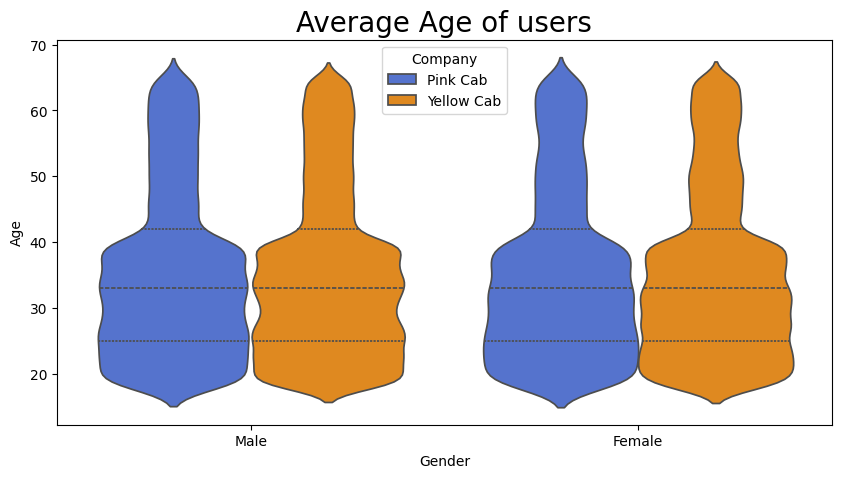 Average Age of users
Company
Pink Cab
Yellow Cab
70
60
50
40
30
20
Age
Male
Female
Gender